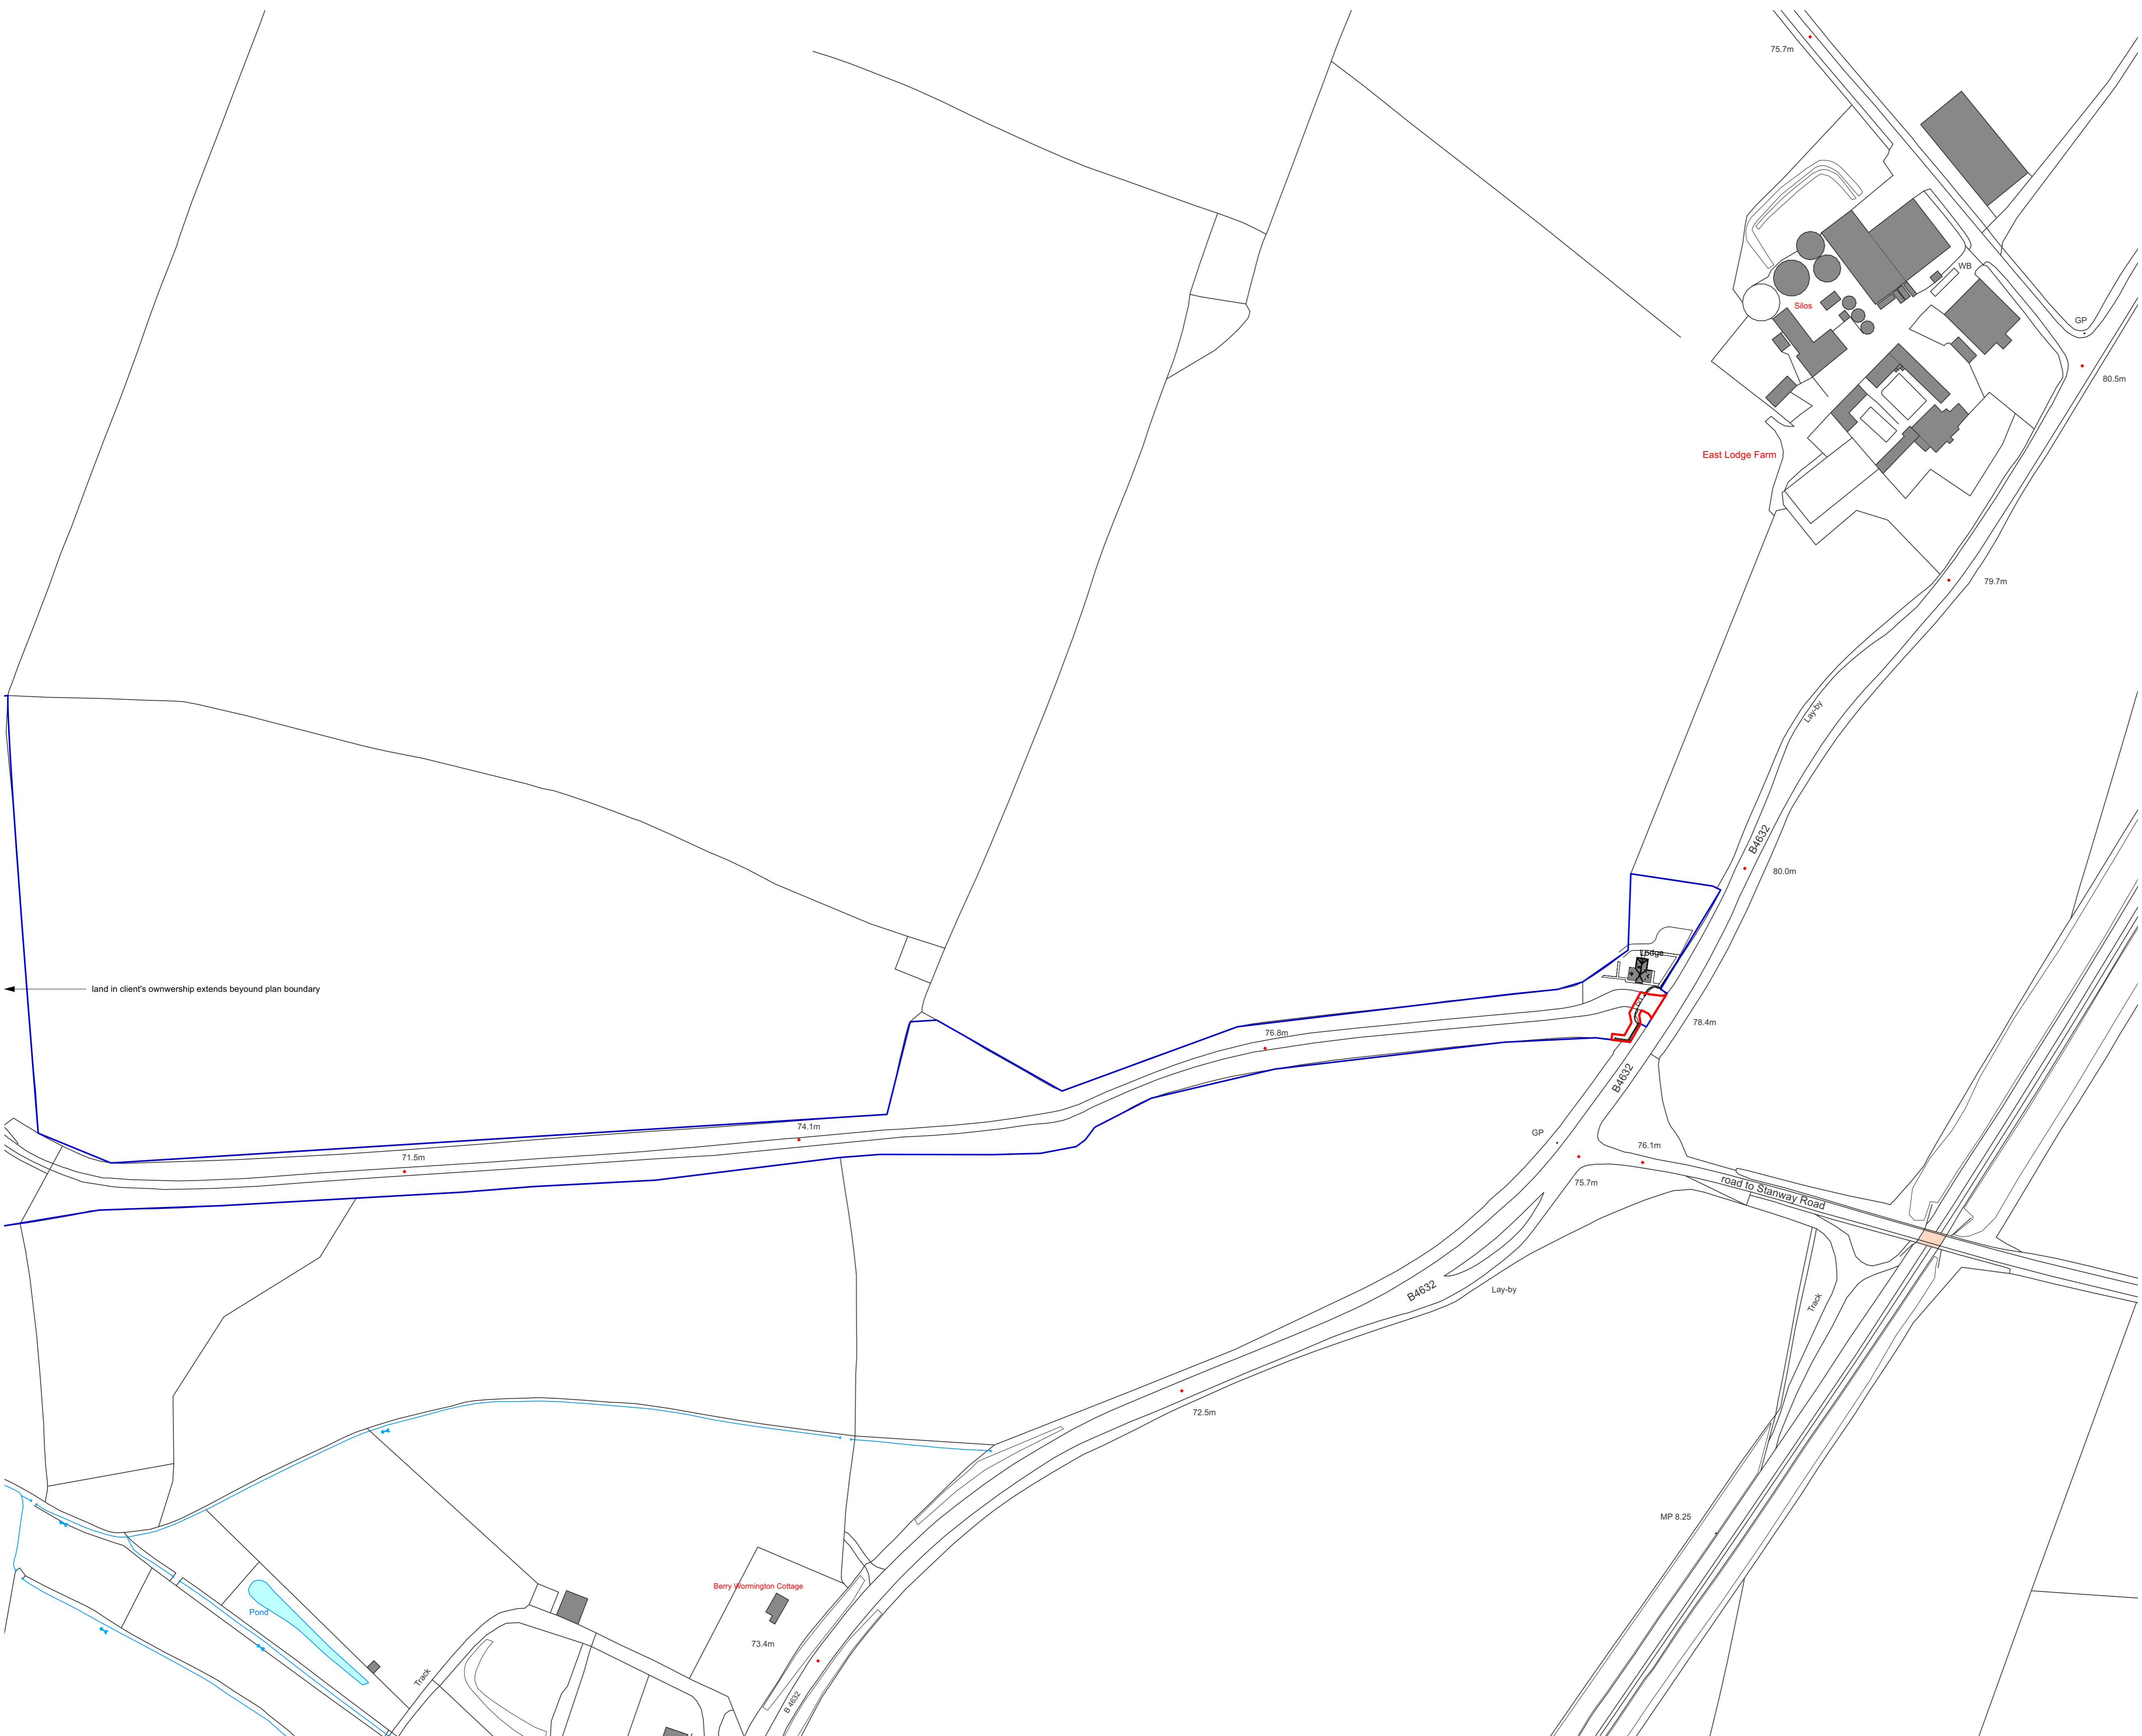 75.7m
WB
Silos
GP
80.5m
East Lodge Farm
79.7m
Lay-by
B4632
80.0m
Lodge
land in client's ownwership extends beyound plan boundary
78.4m
76.8m
B4632
74.1m
GP
76.1m
71.5m
75.7m
road to Stanway Road
B4632
Lay-by
Track
72.5m
MP 8.25
Berry Wormington Cottage
Pond
73.4m
Track
B 4632